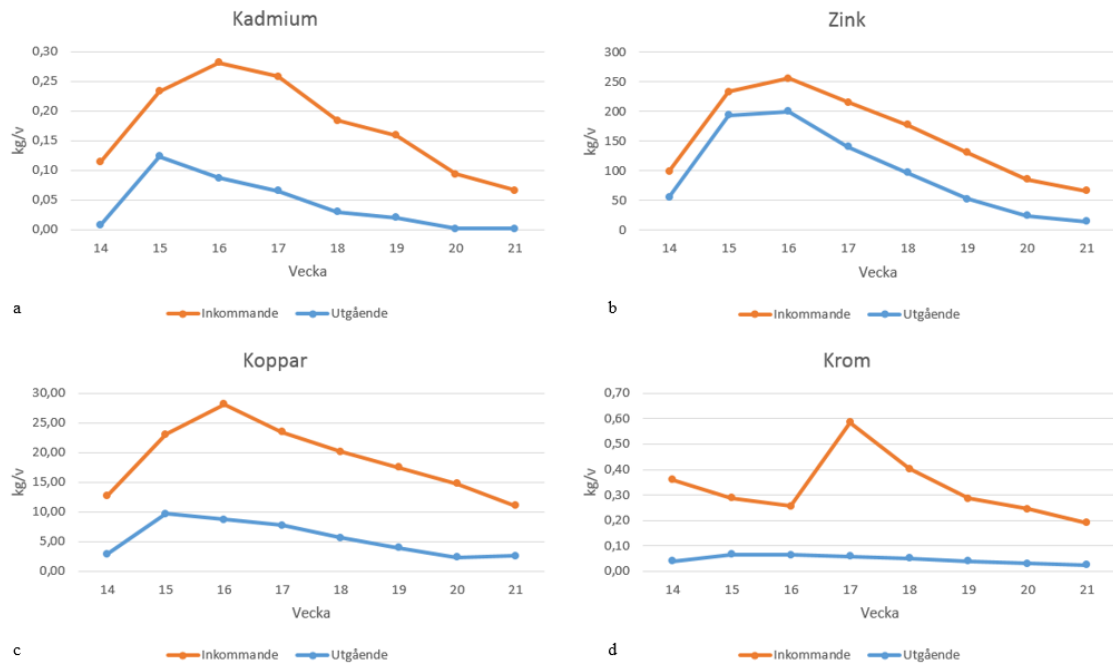 Kadmium
0,30
0,25
0,20
0,15
0,10
0,05
0,00
kg/v
14 15 16 17 18 19 20 21
Vecka
Inkommande Utgående
a
Zink
300
250
200
150
100
50
0
kg/v
14 15 16 17 18 19 20 21
Vecka
Inkommande Utgående
b
Koppar
30,00
25,00
20,00
15,00
10,00
5,00
0,00
kg/v
14 15 16 17 18 19 20 21
Vecka
Inkommande Utgående
c
Krom
0,70
0,60
0,50
0,40
0,30
0,20
0,10
0,00
kg/v
14 15 16 17 18 19 20 21
Vecka
Inkommande Utgående
d